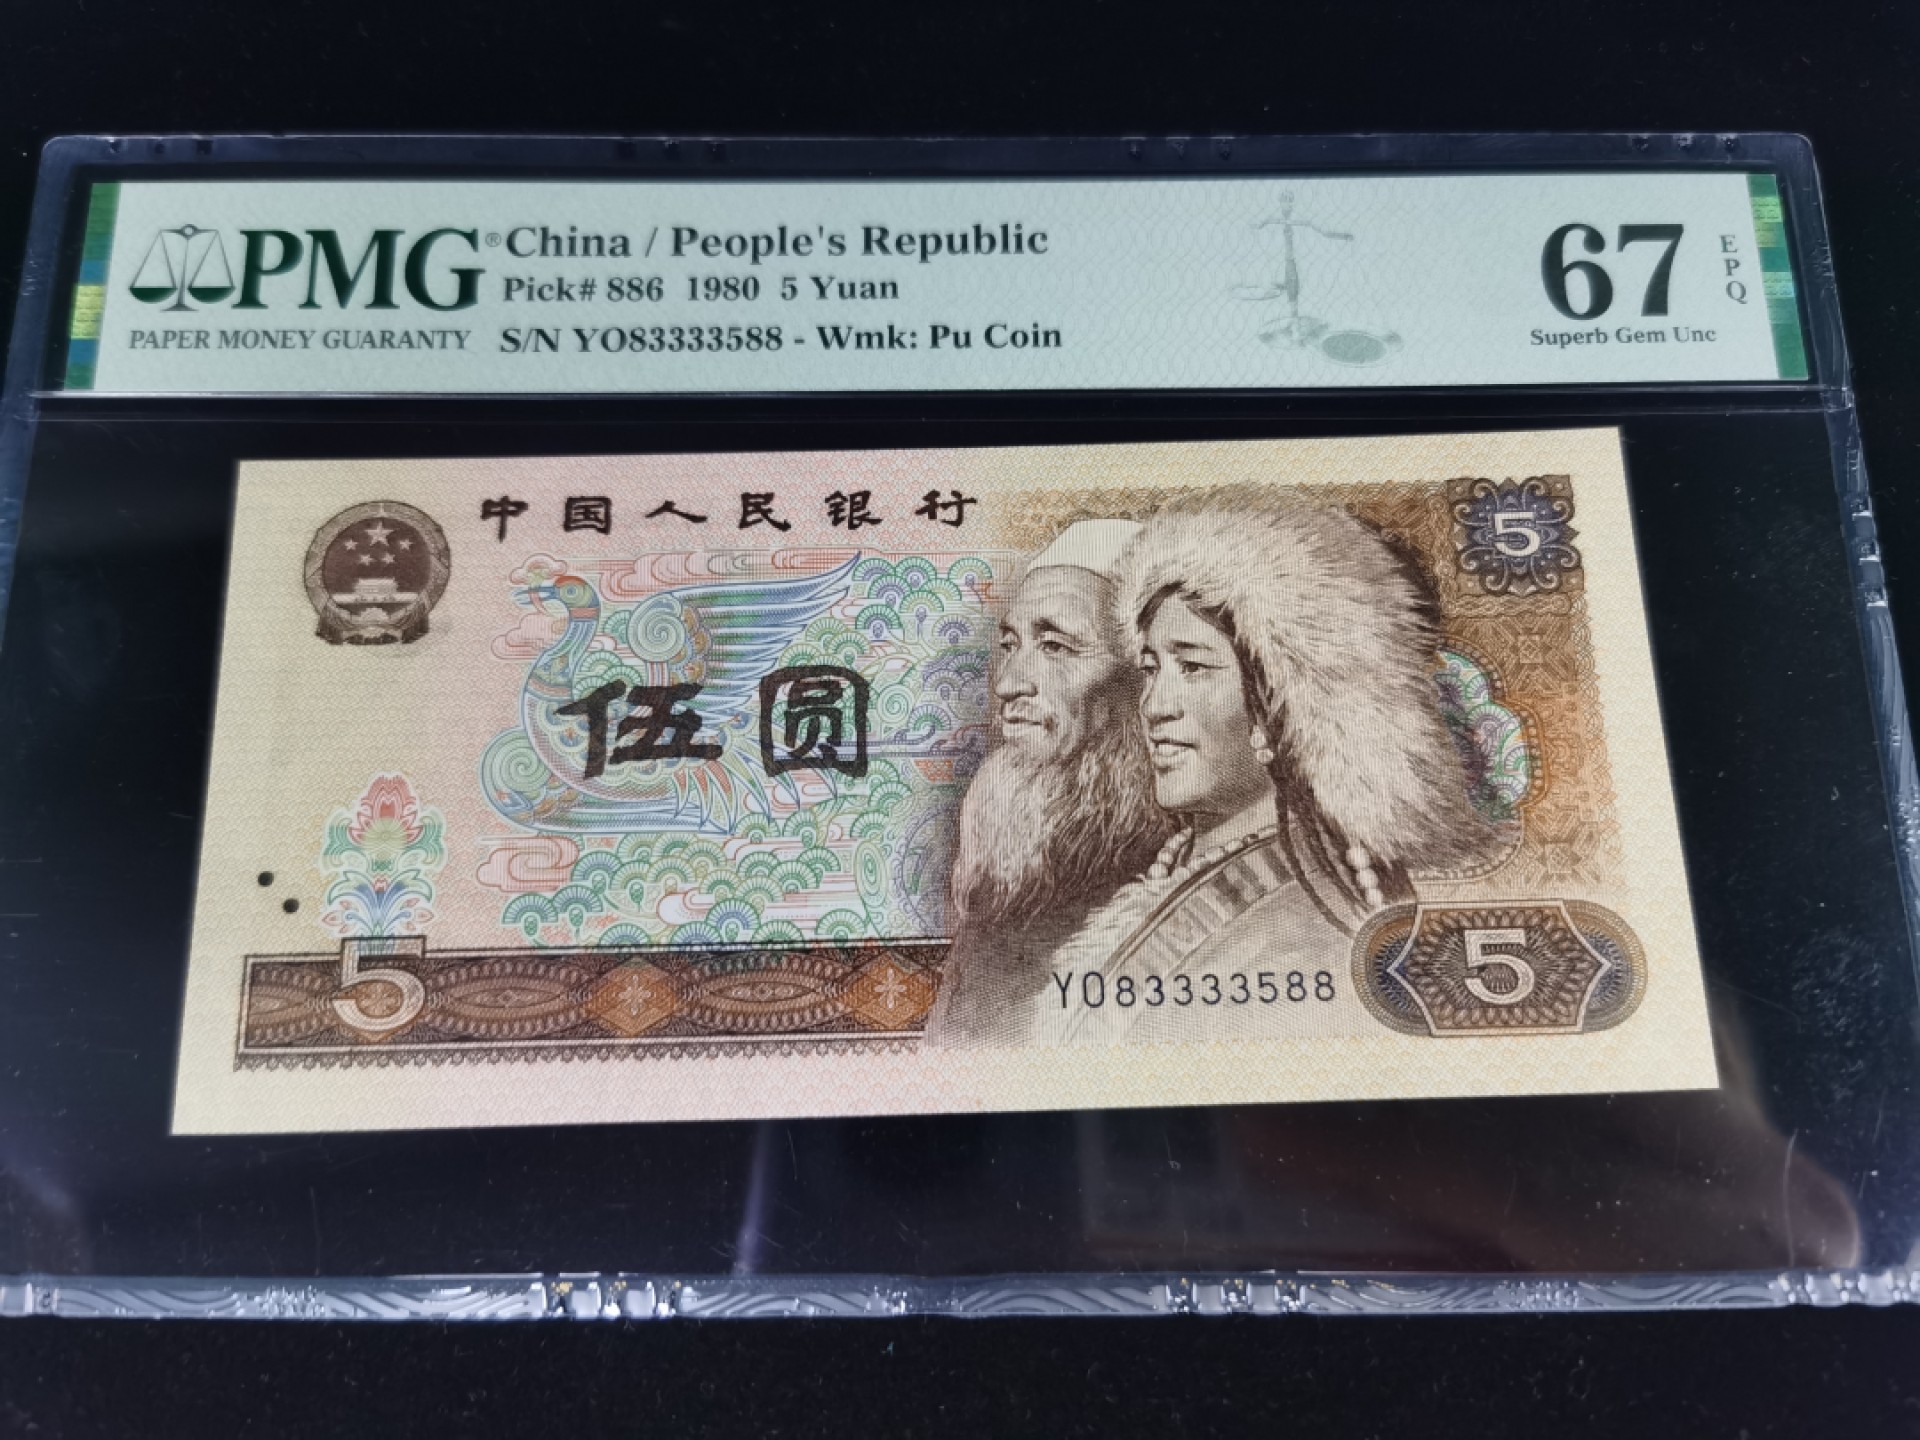 PMG® China / People's Republic
Pick# 886 1980 5 Yuan
PAPER MONEY GUARANTY S/N YO83333588 - Wmk: Pu Coin
67 EPQ
Superb Gem Unc
中国人民银行
5
伍圆
5
YO83333588
5